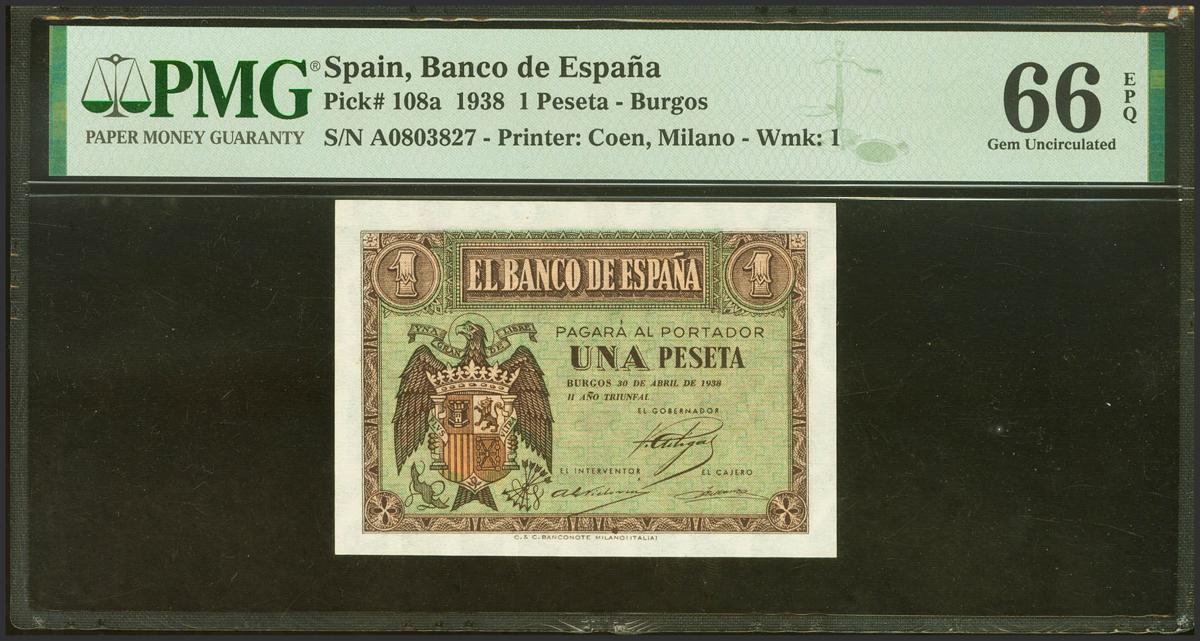 PMG®
PAPER MONEY GUARANTY
Spain, Banco de España
Pick# 108a 1938 1 Peseta - Burgos
S/N A0803827 - Printer: Coen, Milano - Wmk: 1
66
EPQ
Gem Uncirculated
1
EL BANCO DE ESPAÑA
1
VNA GRANDE LIBRE
PAGARÁ AL PORTADOR
UNA PESETA
BURGOS 30 DE ABRIL DE 1938
II AÑO TRIUNFAL
EL GOBERNADOR
EL INTERVENTOR
EL CAJERO
C. & C. BANCONOTE MILANO (ITALIA)